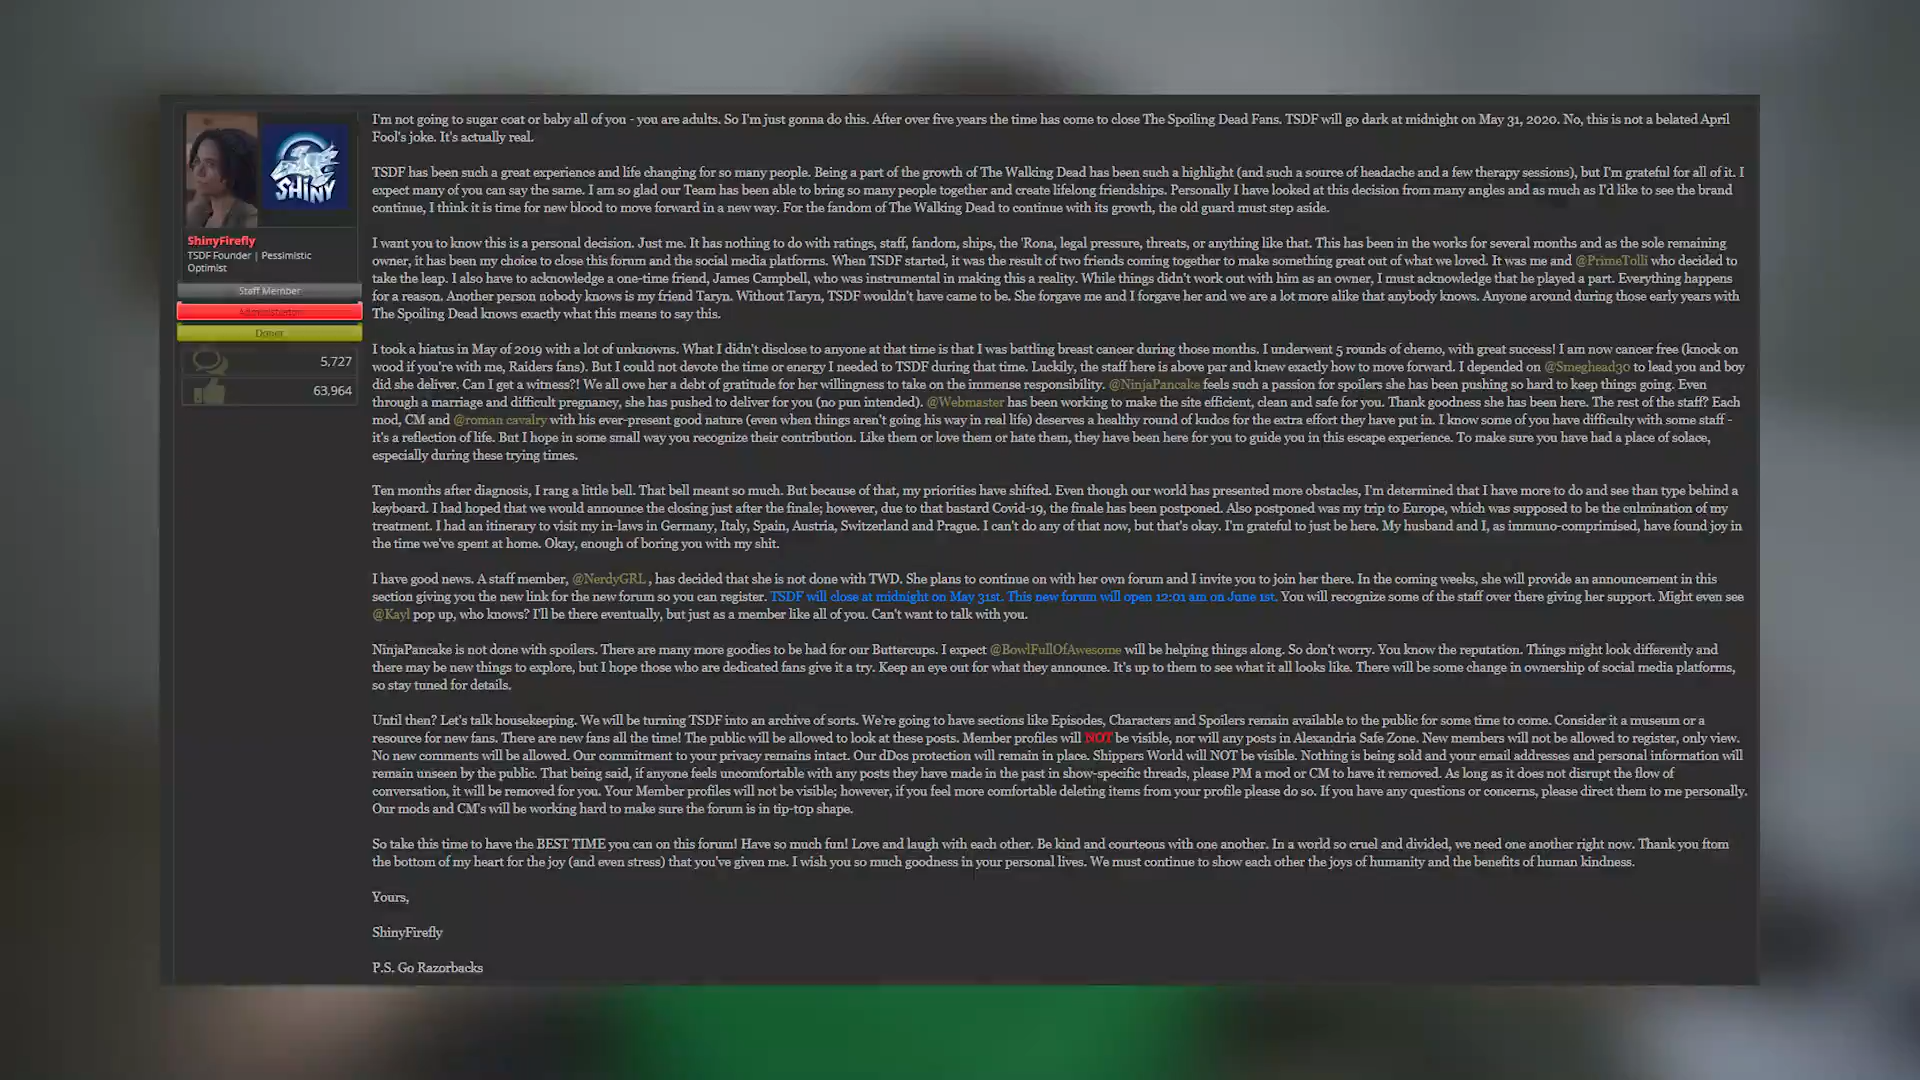 SHINY
ShinyFirefly
TSDF Founder | Pessimistic
Optimist
Staff Member
Administrator
Donor
5,727
63,964
I'm not going to sugar coat or baby all of you - you are adults. So I'm just gonna do this. After over five years the time has come to close The Spoiling Dead Fans. TSDF will go dark at midnight on May 31, 2020. No, this is not a belated April
Fool's joke. It's actually real.
TSDF has been such a great experience and life changing for so many people. Being a part of the growth of The Walking Dead has been such a highlight (and such a source of headache and a few therapy sessions), but I'm grateful for all of it. I
expect many of you can say the same. I am so glad our Team has been able to bring so many people together and create lifelong friendships. Personally I have looked at this decision from many angles and as much as I'd like to see the brand
continue, I think it is time for new blood to move forward in a new way. For the fandom of The Walking Dead to continue with its growth, the old guard must step aside.
I want you to know this is a personal decision. Just me. It has nothing to do with ratings, staff, fandom, ships, the 'Rona, legal pressure, threats, or anything like that. This has been in the works for several months and as the sole remaining
owner, it has been my choice to close this forum and the social media platforms. When TSDF started, it was the result of two friends coming together to make something great out of what we loved. It was me and @PrimeTolli who decided to
take the leap. I also have to acknowledge a one-time friend, James Campbell, who was instrumental in making this a reality. While things didn't work out with him as an owner, I must acknowledge that he played a part. Everything happens
for a reason. Another person nobody knows is my friend Taryn. Without Taryn, TSDF wouldn't have came to be. She forgave me and I forgave her and we are a lot more alike that anybody knows. Anyone around during those early years with
The Spoiling Dead knows exactly what this means to say this.
I took a hiatus in May of 2019 with a lot of unknowns. What I didn't disclose to anyone at that time is that I was battling breast cancer during those months. I underwent 5 rounds of chemo, with great success! I am now cancer free (knock on
wood if you're with me, Raiders fans). But I could not devote the time or energy I needed to TSDF during that time. Luckily, the staff here is above par and knew exactly how to move forward. I depended on @Smeghead30 to lead you and boy
did she deliver. Can I get a witness?! We all owe her a debt of gratitude for her willingness to take on the immense responsibility. @NinjaPancake feels such a passion for spoilers she has been pushing so hard to keep things going. Even
through a marriage and difficult pregnancy, she has pushed to deliver for you (no pun intended). @Webmaster has been working to make the site efficient, clean and safe for you. Thank goodness she has been here. The rest of the staff? Each
mod, CM and @roman cavalry with his ever-present good nature (even when things aren't going his way in real life) deserves a healthy round of kudos for the extra effort they have put in. I know some of you have difficulty with some staff -
it's a reflection of life. But I hope in some small way you recognize their contribution. Like them or love them or hate them, they have been here for you to guide you in this escape experience. To make sure you have had a place of solace,
especially during these trying times.
Ten months after diagnosis, I rang a little bell. That bell meant so much. But because of that, my priorities have shifted. Even though our world has presented more obstacles, I'm determined that I have more to do and see than type behind a
keyboard. I had hoped that we would announce the closing just after the finale; however, due to that bastard Covid-19, the finale has been postponed. Also postponed was my trip to Europe, which was supposed to be the culmination of my
treatment. I had an itinerary to visit my in-laws in Germany, Italy, Spain, Austria, Switzerland and Prague. I can't do any of that now, but that's okay. I'm grateful to just be here. My husband and I, as immuno-comprimised, have found joy in
the time we've spent at home. Okay, enough of boring you with my shit.
I have good news. A staff member, @NerdyGRL , has decided that she is not done with TWD. She plans to continue on with her own forum and I invite you to join her there. In the coming weeks, she will provide an announcement in this
section giving you the new link for the new forum so you can register. TSDF will close at midnight on May 31st. This new forum will open 12:01 am on June 1st. You will recognize some of the staff over there giving her support. Might even see
@Kayl pop up, who knows? I'll be there eventually, but just as a member like all of you. Can't want to talk with you.
NinjaPancake is not done with spoilers. There are many more goodies to be had for our Buttercups. I expect @BowlFullOfAwesome will be helping things along. So don't worry. You know the reputation. Things might look differently and
there may be new things to explore, but I hope those who are dedicated fans give it a try. Keep an eye out for what they announce. It's up to them to see what it all looks like. There will be some change in ownership of social media platforms,
so stay tuned for details.
Until then? Let's talk housekeeping. We will be turning TSDF into an archive of sorts. We're going to have sections like Episodes, Characters and Spoilers remain available to the public for some time to come. Consider it a museum or a
resource for new fans. There are new fans all the time! The public will be allowed to look at these posts. Member profiles will NOT be visible, nor will any posts in Alexandria Safe Zone. New members will not be allowed to register, only view.
No new comments will be allowed. Our commitment to your privacy remains intact. Our dDos protection will remain in place. Shippers World will NOT be visible. Nothing is being sold and your email addresses and personal information will
remain unseen by the public. That being said, if anyone feels uncomfortable with any posts they have made in the past in show-specific threads, please PM a mod or CM to have it removed. As long as it does not disrupt the flow of
conversation, it will be removed for you. Your Member profiles will not be visible; however, if you feel more comfortable deleting items from your profile please do so. If you have any questions or concerns, please direct them to me personally.
Our mods and CM's will be working hard to make sure the forum is in tip-top shape.
So take this time to have the BEST TIME you can on this forum! Have so much fun! Love and laugh with each other. Be kind and courteous with one another. In a world so cruel and divided, we need one another right now. Thank you ftom
the bottom of my heart for the joy (and even stress) that you've given me. I wish you so much goodness in your personal lives. We must continue to show each other the joys of humanity and the benefits of human kindness.
Yours,
ShinyFirefly
P.S. Go Razorbacks